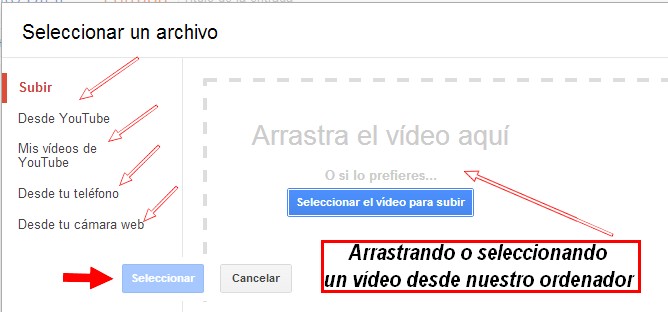 Seleccionar un archivo
Subir
Desde YouTube
Mis vídeos de
YouTube
Desde tu teléfono
Desde tu cámara web
Arrastra el vídeo aquí
O si lo prefieres...
Seleccionar el vídeo para subir
Arrastrando o seleccionando
un vídeo desde nuestro ordenador
Seleccionar
Cancelar